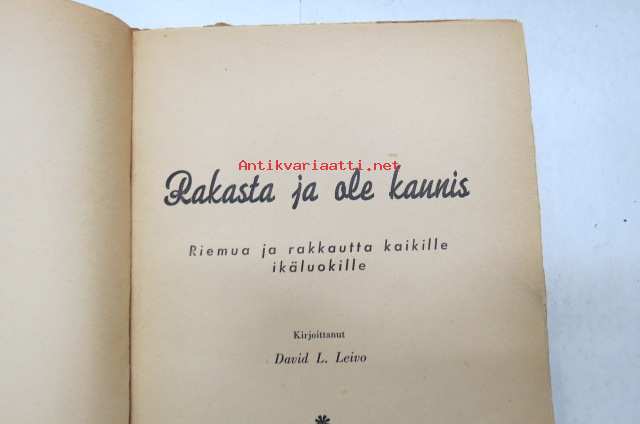 Antikvariaatti.net
Rakasta ja ole kaunis
Riemua ja rakkautta kaikille
ikäluokille
Kirjoittanut
David L. Leivo
*